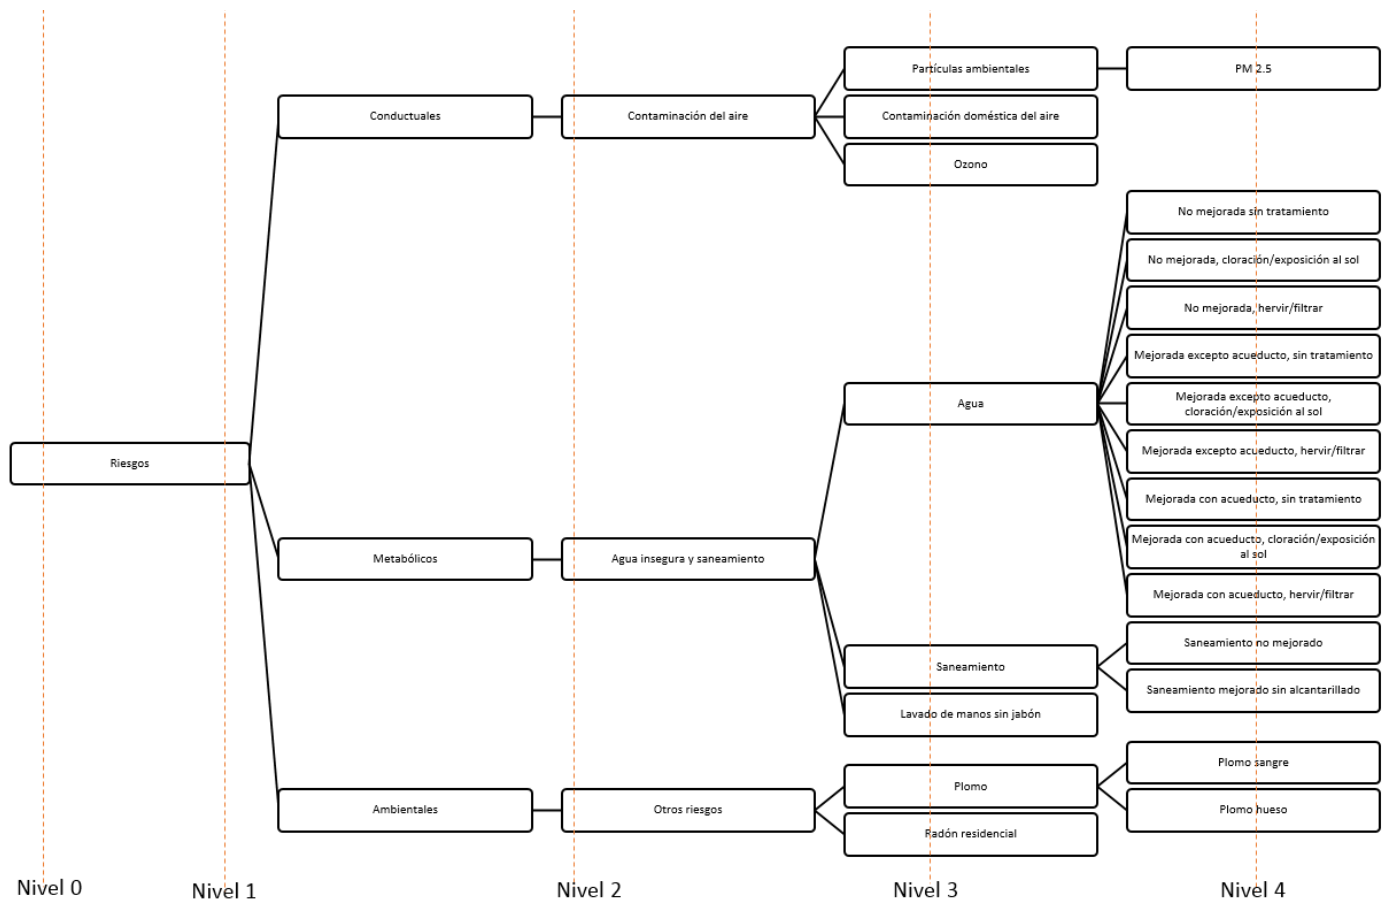 Partículas ambientales
PM 2.5
Conductuales
Contaminación del aire
Contaminación doméstica del aire
Ozono
No mejorada sin tratamiento
No mejorada, cloración/exposición al sol
No mejorada, hervir/filtrar
Mejorada excepto acueducto, sin tratamiento
Agua
Mejorada excepto acueducto,
cloración/exposición al sol
Mejorada excepto acueducto, hervir/filtrar
Riesgos
Mejorada con acueducto, sin tratamiento
Mejorada con acueducto, cloración/exposición
al sol
Metabólicos
Agua insegura y saneamiento
Mejorada con acueducto, hervir/filtrar
Saneamiento no mejorado
Saneamiento
Saneamiento mejorado sin alcantarillado
Lavado de manos sin jabón
Plomo sangre
Plomo
Ambientales
Otros riesgos
Plomo hueso
Radón residencial
Nivel 0
Nivel 1
Nivel 2
Nivel 3
Nivel 4